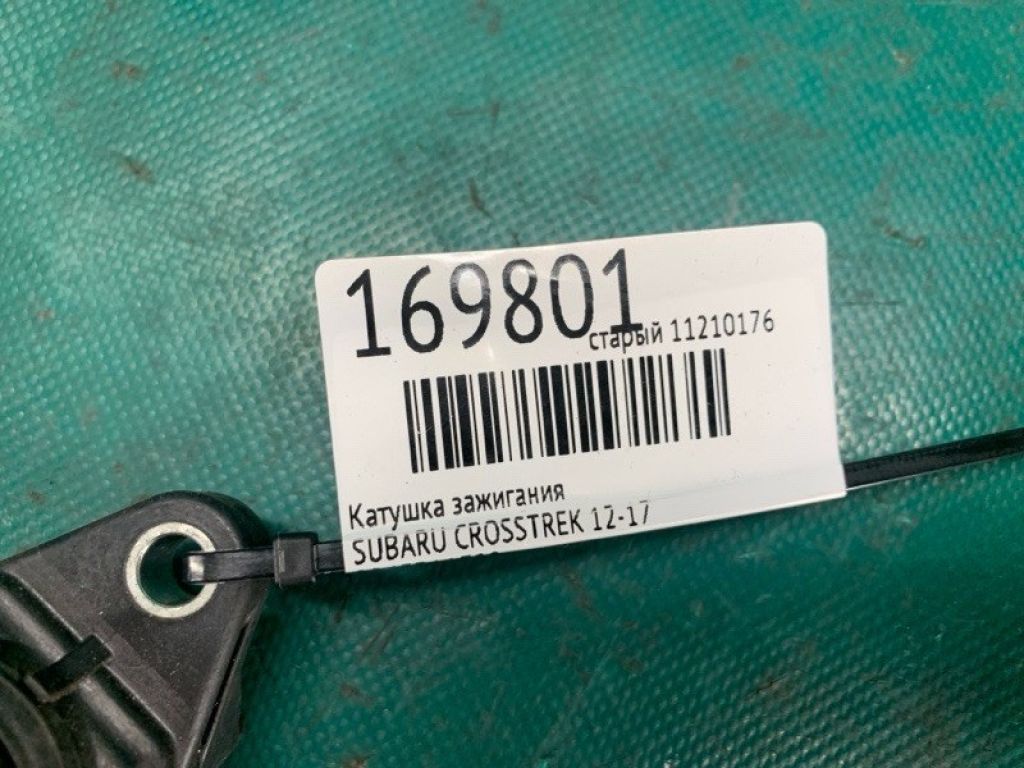 169801
старый 11210176
Катушка зажигания
SUBARU CROSSTREK 12-17